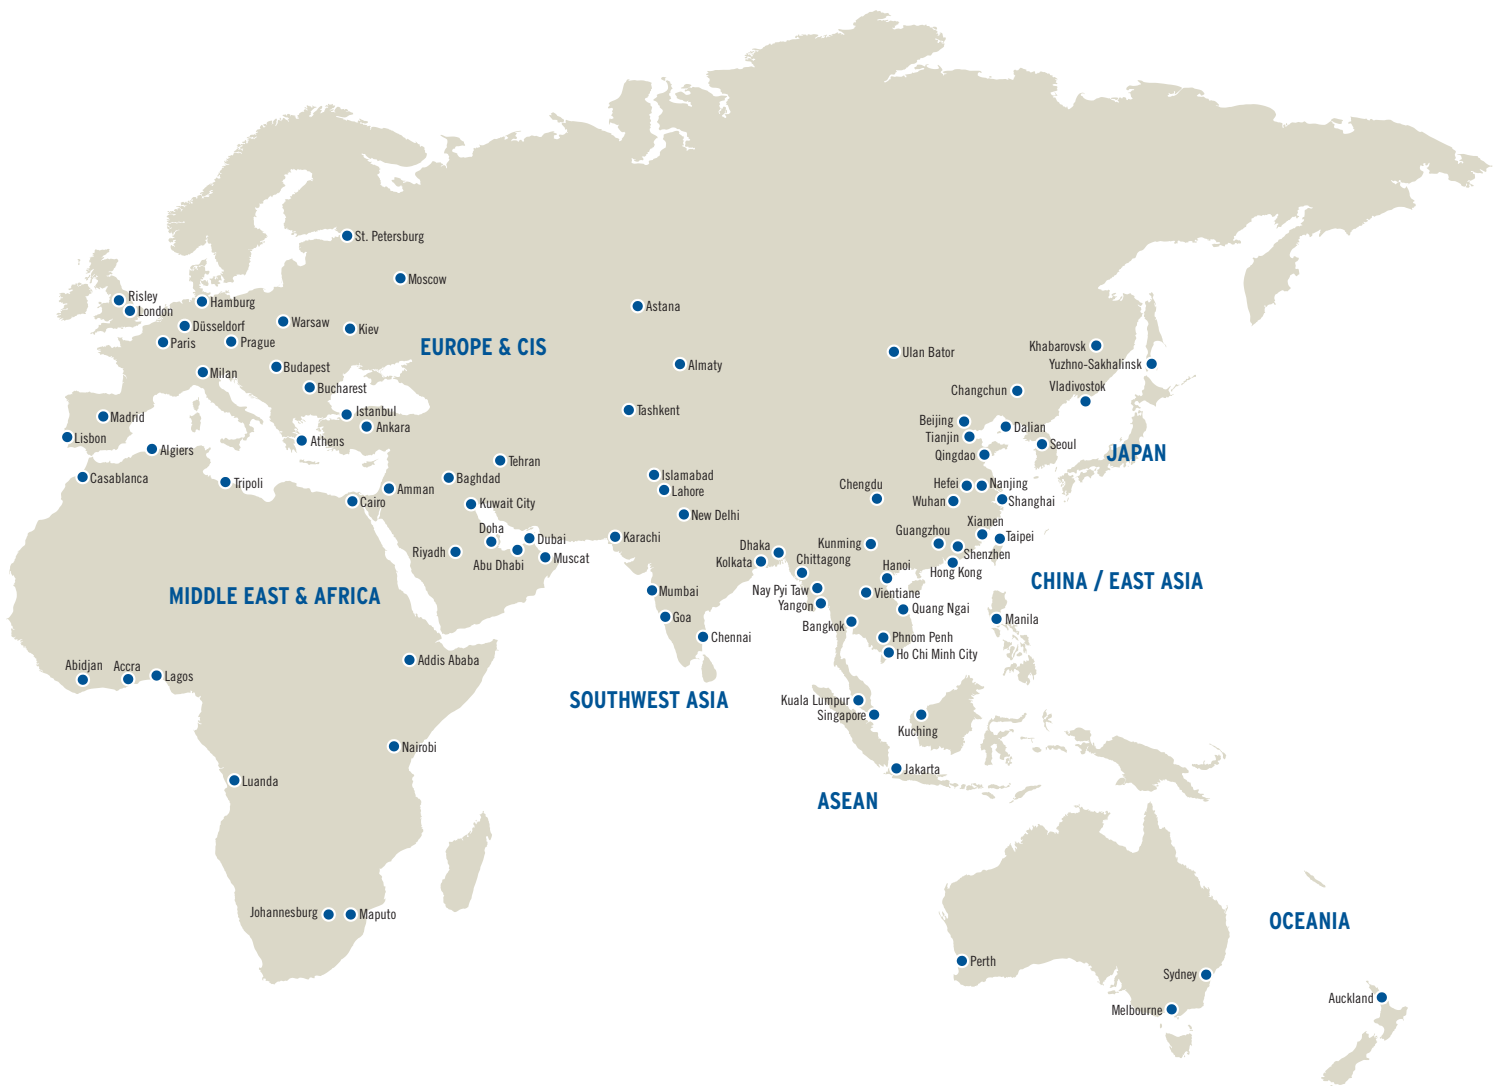 St. Petersburg
Moscow
Risley
London
Hamburg
Astana
Düsseldorf
Warsaw
Kiev
Paris
Prague
EUROPE & CIS
Khabarovsk
Ulan Bator
Yuzhno-Sakhalinsk
Budapest
Milan
Almaty
Bucharest
Vladivostok
Changchun
Madrid
Istanbul
Tashkent
Ankara
Beijing
Dalian
Lisbon
Athens
Tianjin
Seoul
Algiers
Qingdao
JAPAN
Tehran
Casablanca
Tripoli
Baghdad
Islamabad
Amman
Lahore
Chengdu
Hefei
Nanjing
Cairo
Kuwait City
Wuhan
Shanghai
New Delhi
Xiamen
Doha
Dubai
Karachi
Guangzhou
Taipei
Riyadh
Abu Dhabi
Muscat
Dhaka
Kunming
Shenzhen
Kolkata
Chittagong
Hanoi
Hong Kong
MIDDLE EAST & AFRICA
CHINA / EAST ASIA
Mumbai
Nay Pyi Taw
Vientiane
Yangon
Quang Ngai
Goa
Bangkok
Manila
Chennai
Phnom Penh
Ho Chi Minh City
Abidjan
Accra
Lagos
Addis Ababa
SOUTHWEST ASIA
Kuala Lumpur
Singapore
Kuching
Nairobi
Jakarta
Luanda
ASEAN
Johannesburg
Maputo
OCEANIA
Perth
Sydney
Auckland
Melbourne